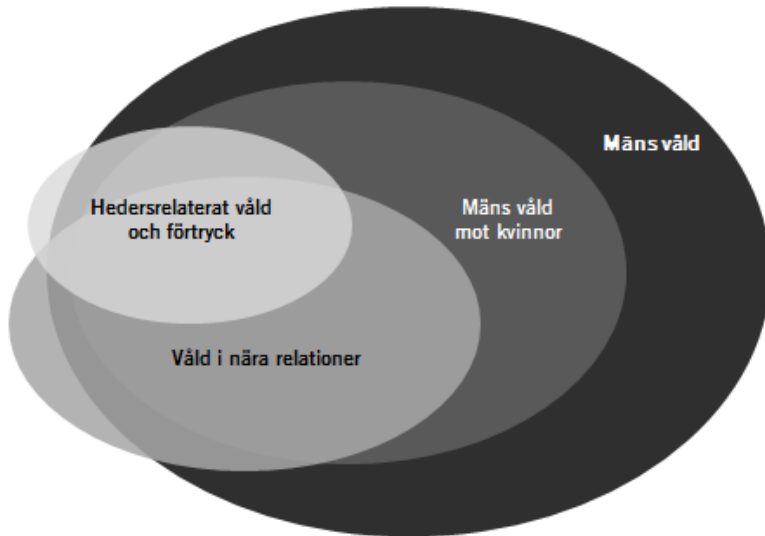 Mäns våld
Hedersrelaterat våld
och förtryck
Mäns våld
mot kvinnor
Våld i nära relationer